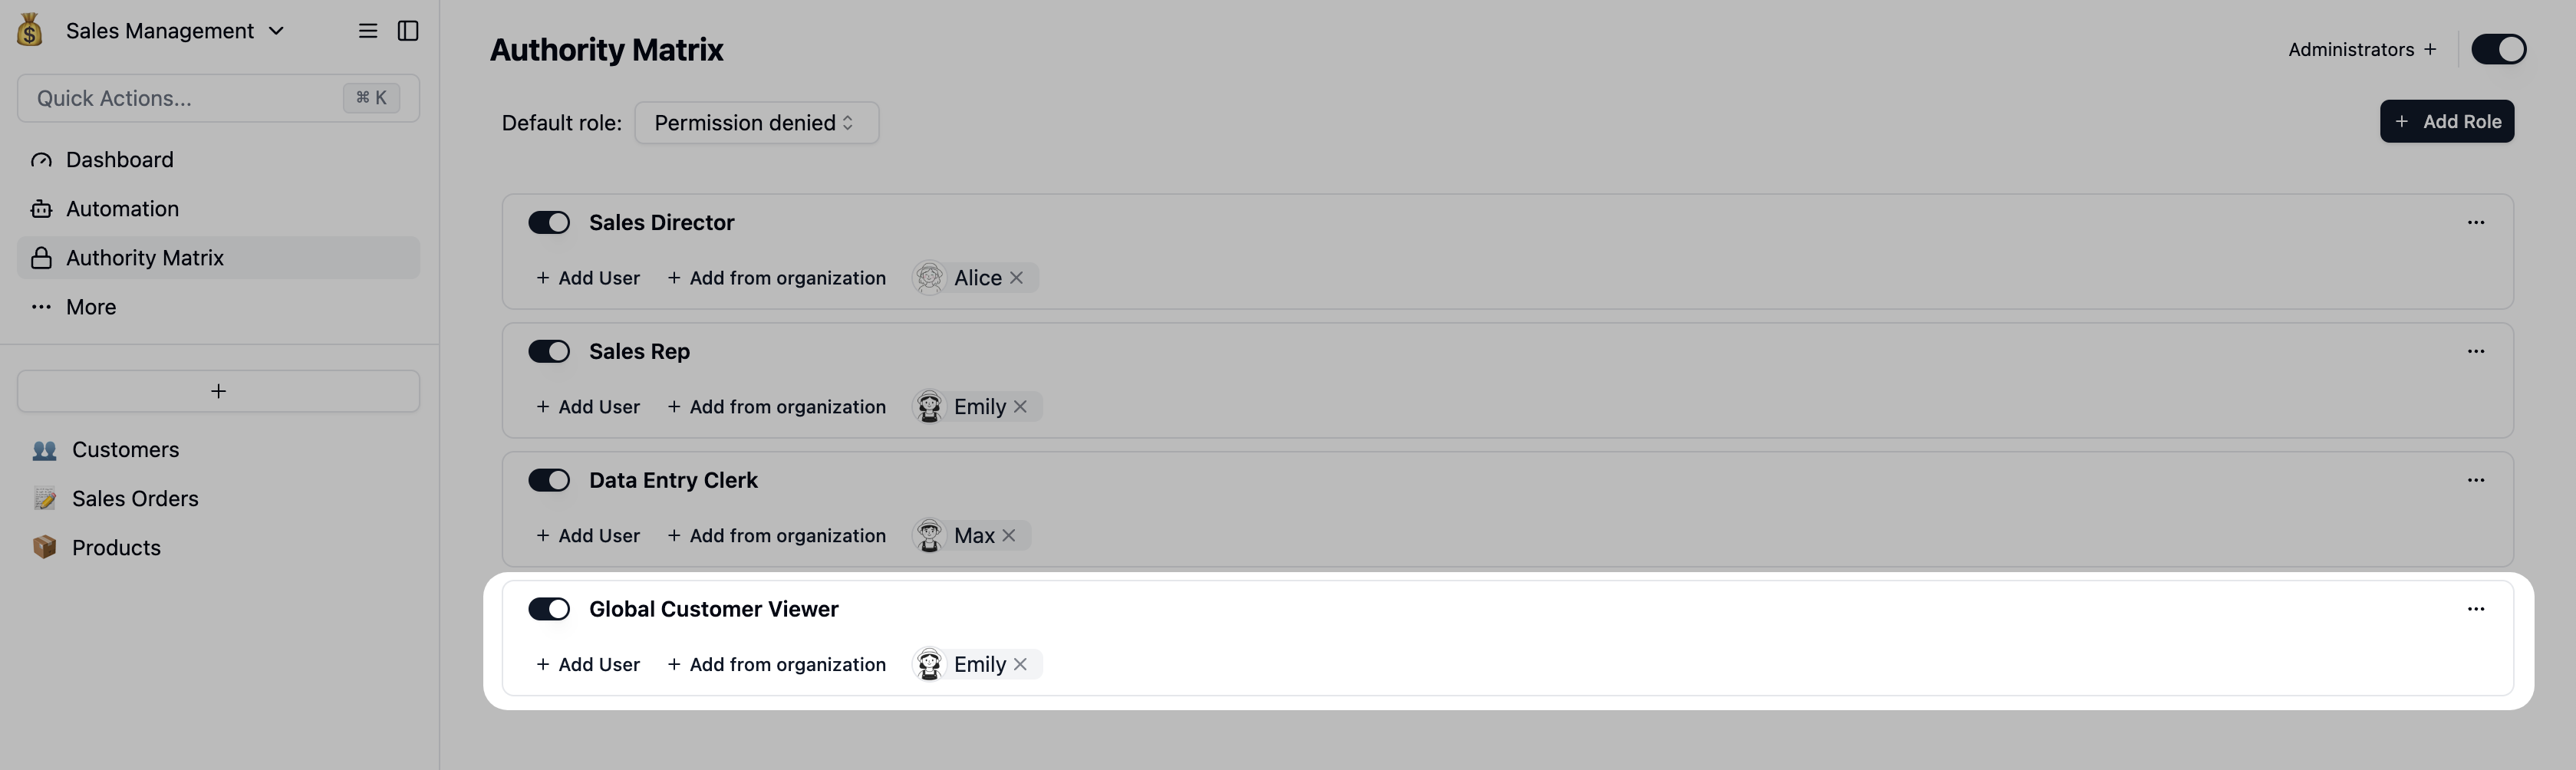 Sales Management
Quick Actions...
⌘ K
Dashboard
Automation
Authority Matrix
More
+
Customers
Sales Orders
Products
Authority Matrix
Administrators +
Default role: Permission denied
+ Add Role
Sales Director
+ Add User + Add from organization Alice ×
Sales Rep
+ Add User + Add from organization Emily ×
Data Entry Clerk
+ Add User + Add from organization Max ×
Global Customer Viewer
+ Add User + Add from organization Emily ×